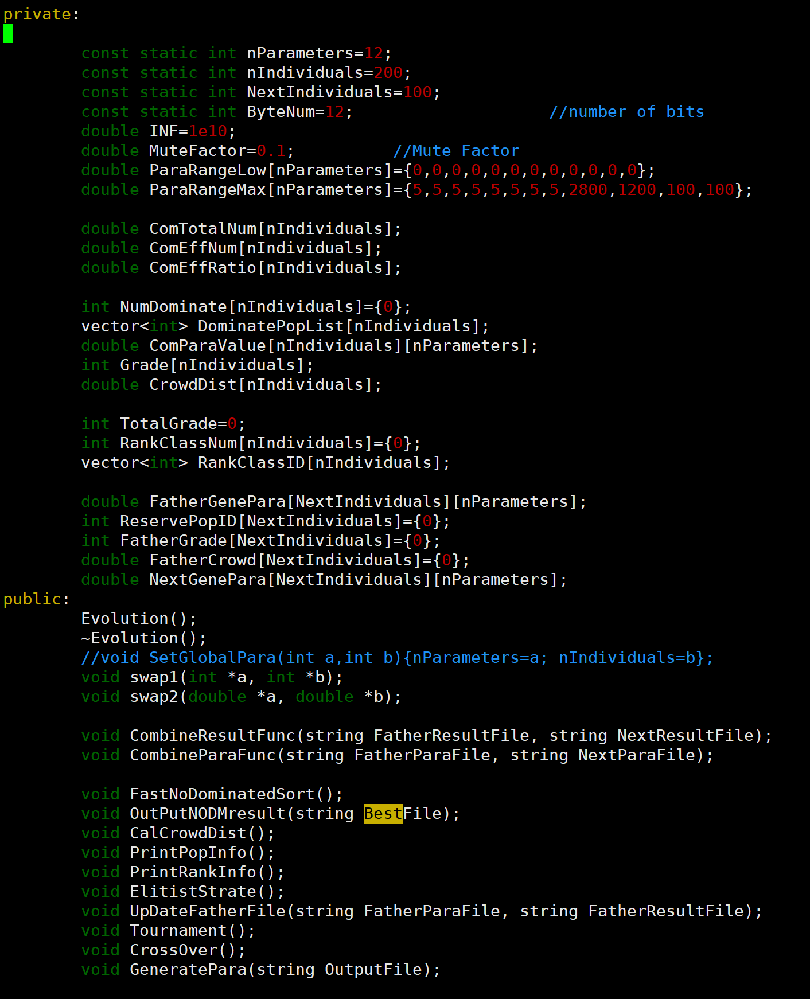 private:
const static int nParameters=12;
const static int nIndividuals=200;
const static int NextIndividuals=100;
const static int ByteNum=12; //number of bits
double INF=1e10;
double MuteFactor=0.1; //Mute Factor
double ParaRangeLow[nParameters]={0,0,0,0,0,0,0,0,0,0,0,0};
double ParaRangeMax[nParameters]={5,5,5,5,5,5,5,5,2800,1200,100,100};
double ComTotalNum[nIndividuals];
double ComEffNum[nIndividuals];
double ComEffRatio[nIndividuals];
int NumDominate[nIndividuals]={0};
vector<int> DominatePopList[nIndividuals];
double ComParaValue[nIndividuals][nParameters];
int Grade[nIndividuals];
double CrowdDist[nIndividuals];
int TotalGrade=0;
int RankClassNum[nIndividuals]={0};
vector<int> RankClassID[nIndividuals];
double FatherGenePara[NextIndividuals][nParameters];
int ReservePopID[NextIndividuals]={0};
int FatherGrade[NextIndividuals]={0};
double FatherCrowd[NextIndividuals]={0};
double NextGenePara[NextIndividuals][nParameters];
public:
Evolution();
~Evolution();
//void SetGlobalPara(int a,int b){nParameters=a; nIndividuals=b};
void swap1(int *a, int *b);
void swap2(double *a, double *b);
void CombineResultFunc(string FatherResultFile, string NextResultFile);
void CombineParaFunc(string FatherParaFile, string NextParaFile);
void FastNoDominatedSort();
void OutPutNODMresult(string BestFile);
void CalCrowdDist();
void PrintPopInfo();
void PrintRankInfo();
void ElitistStrate();
void UpDateFatherFile(string FatherParaFile, string FatherResultFile);
void Tournament();
void CrossOver();
void GeneratePara(string OutputFile);